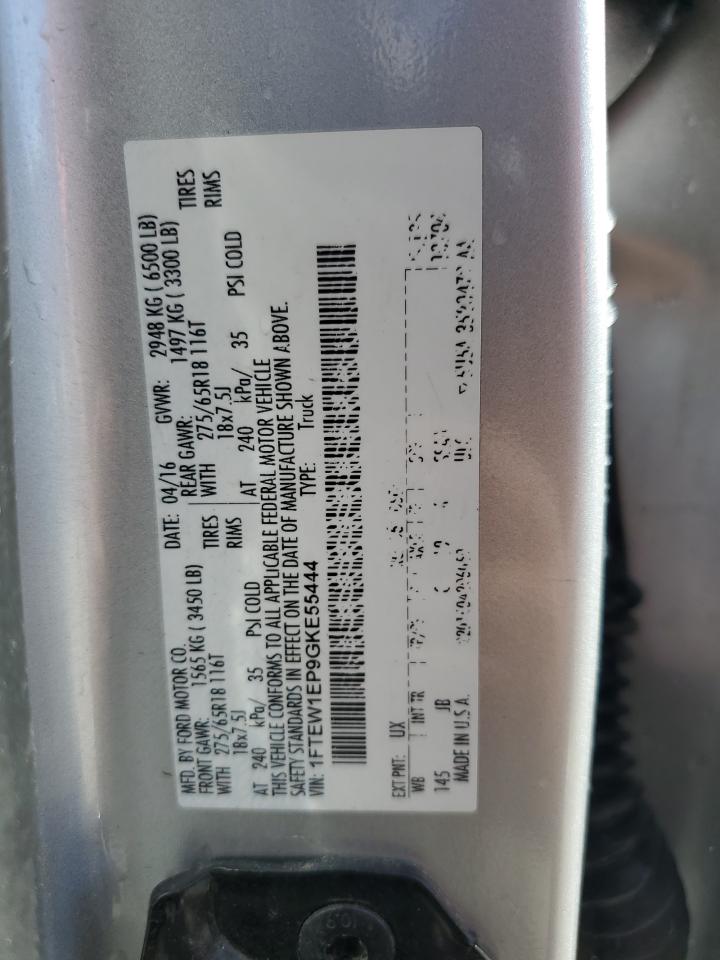 MFD. BY FORD MOTOR CO.
DATE: 04/16 GVWR: 2948 KG ( 6500 LB)
FRONT GAWR: 1565 KG ( 3450 LB) REAR GAWR: 1497 KG ( 3300 LB)
WITH 275/65R18 116T TIRES WITH 275/65R18 116T TIRES
18x7.5J RIMS 18x7.5J RIMS
AT 240 kPa/ 35 PSI COLD AT 240 kPa/ 35 PSI COLD
THIS VEHICLE CONFORMS TO ALL APPLICABLE FEDERAL MOTOR VEHICLE
SAFETY STANDARDS IN EFFECT ON THE DATE OF MANUFACTURE SHOWN ABOVE.
VIN: 1FTEW1EP9GKE55444 TYPE: Truck
EXT PNT: UX
WB INT TR
145 JB
MADE IN U.S.A.